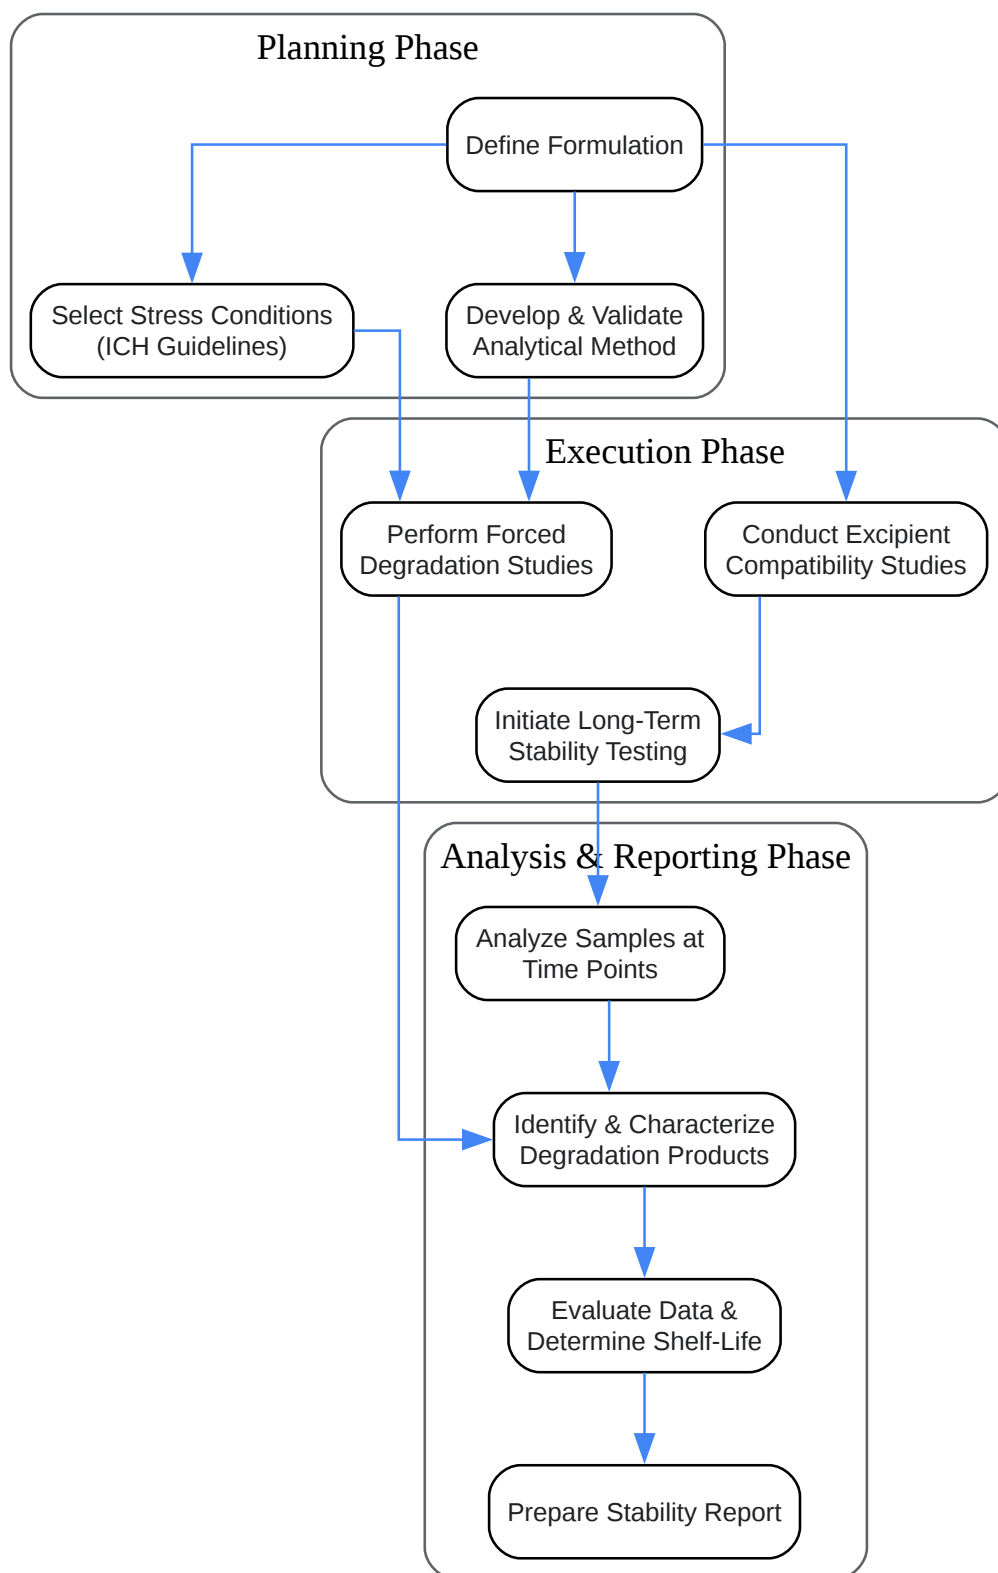 Planning Phase
Define Formulation
Select Stress Conditions
(ICH Guidelines)
Develop & Validate
Analytical Method
Execution Phase
Perform Forced
Degradation Studies
Conduct Excipient
Compatibility Studies
Initiate Long-Term
Stability Testing
Analysis & Reporting Phase
Analyze Samples at
Time Points
Identify & Characterize
Degradation Products
Evaluate Data &
Determine Shelf-Life
Prepare Stability Report